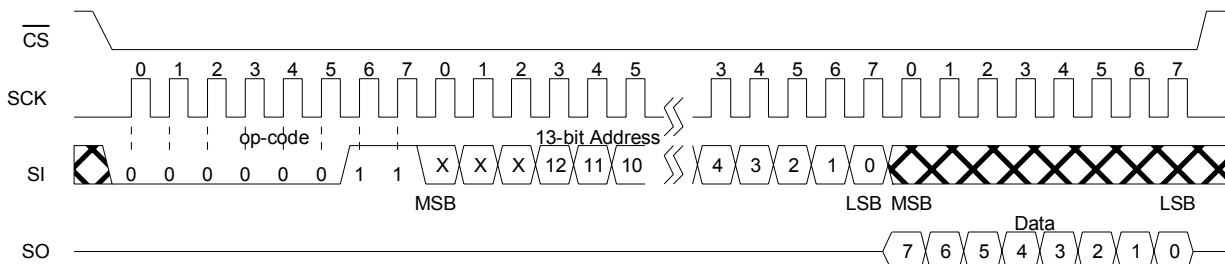 CS
0 1 2 3 4 5 6 7 0 1 2 3 4 5 3 4 5 6 7 0 1 2 3 4 5 6 7
SCK
op-code 13-bit Address
SI 0 0 0 0 0 0 1 1 X X X 12 11 10 4 3 2 1 0
MSB LSB MSB LSB
Data
SO 7 6 5 4 3 2 1 0